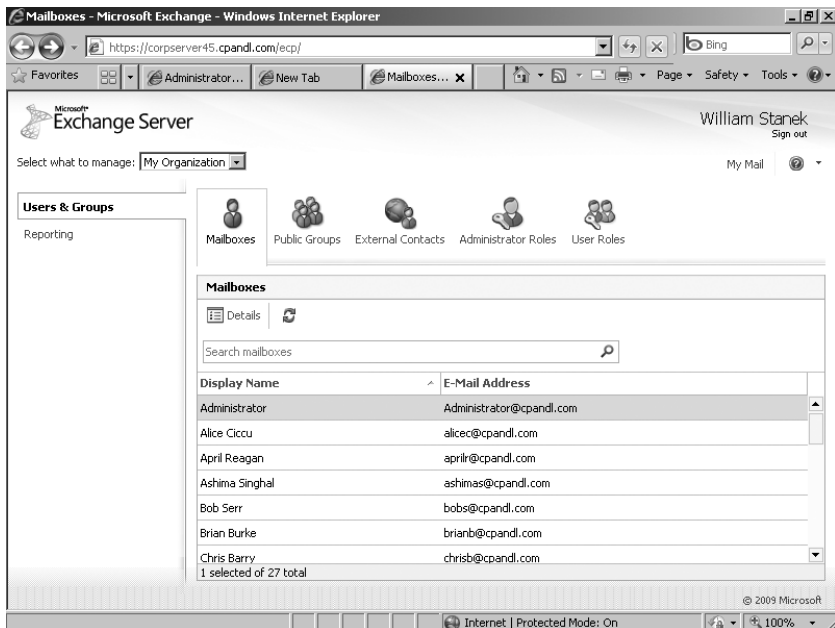 Mailboxes - Microsoft Exchange - Windows Internet Explorer
https://corpserver45.cpandl.com/ecp/
Bing
Favorites
Administrator...
New Tab
Mailboxes...
Page
Safety
Tools
Microsoft
Exchange Server
William Stanek
Sign out
Select what to manage: My Organization
My Mail
Users & Groups
Reporting
Mailboxes
Public Groups
External Contacts
Administrator Roles
User Roles
Mailboxes
Details
Search mailboxes
Display Name E-Mail Address
Administrator Administrator@cpandl.com
Alice Ciccu alicec@cpandl.com
April Reagan aprilr@cpandl.com
Ashima Singhal ashimas@cpandl.com
Bob Serr bobs@cpandl.com
Brian Burke brianb@cpandl.com
Chris Barry chrisb@cpandl.com
1 selected of 27 total
© 2009 Microsoft
Internet | Protected Mode: On
100%